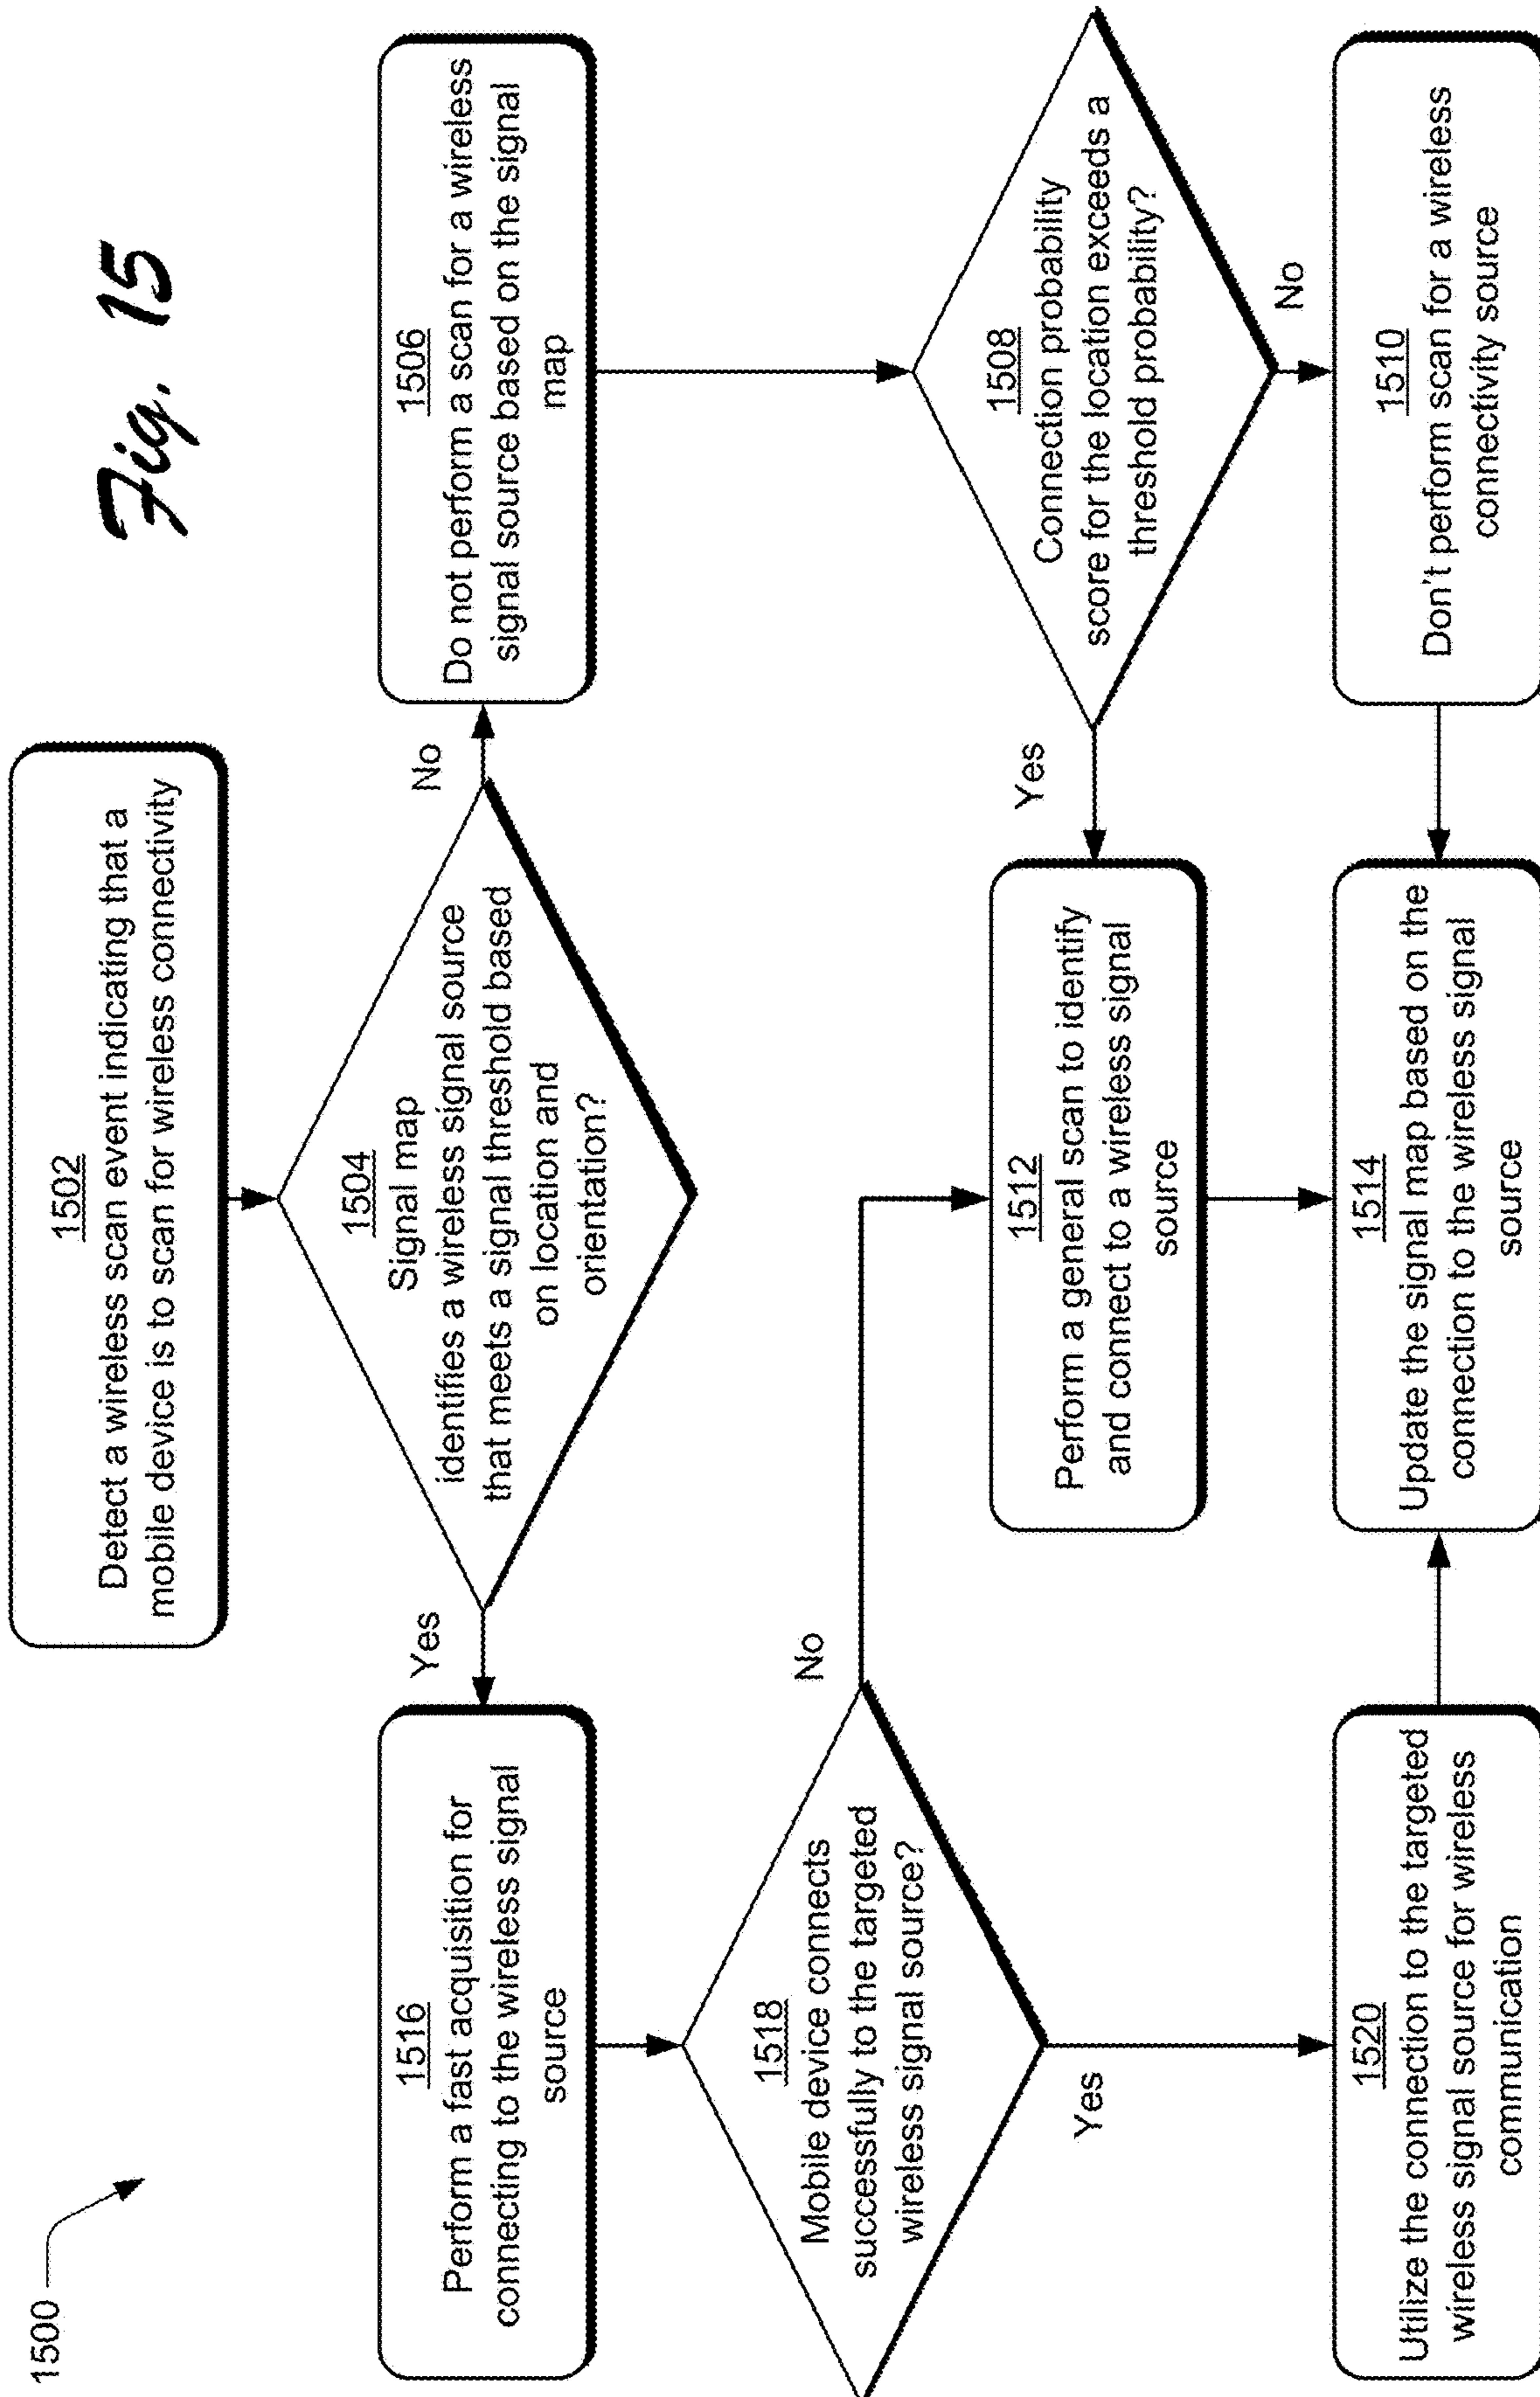 1500
Fig. 15
1502
Detect a wireless scan event indicating that a
mobile device is to scan for wireless connectivity
1504
Signal map
identifies a wireless signal source
that meets a signal threshold based
on location and
orientation?
Yes
No
1516
Perform a fast acquisition for
connecting to the wireless signal
source
1506
Do not perform a scan for a wireless
signal source based on the signal
map
1518
Mobile device connects
successfully to the targeted
wireless signal source?
No
Yes
1508
Connection probability
score for the location exceeds a
threshold probability?
Yes
No
1512
Perform a general scan to identify
and connect to a wireless signal
source
1520
Utilize the connection to the targeted
wireless signal source for wireless
communication
1514
Update the signal map based on the
connection to the wireless signal
source
1510
Don't perform scan for a wireless
connectivity source